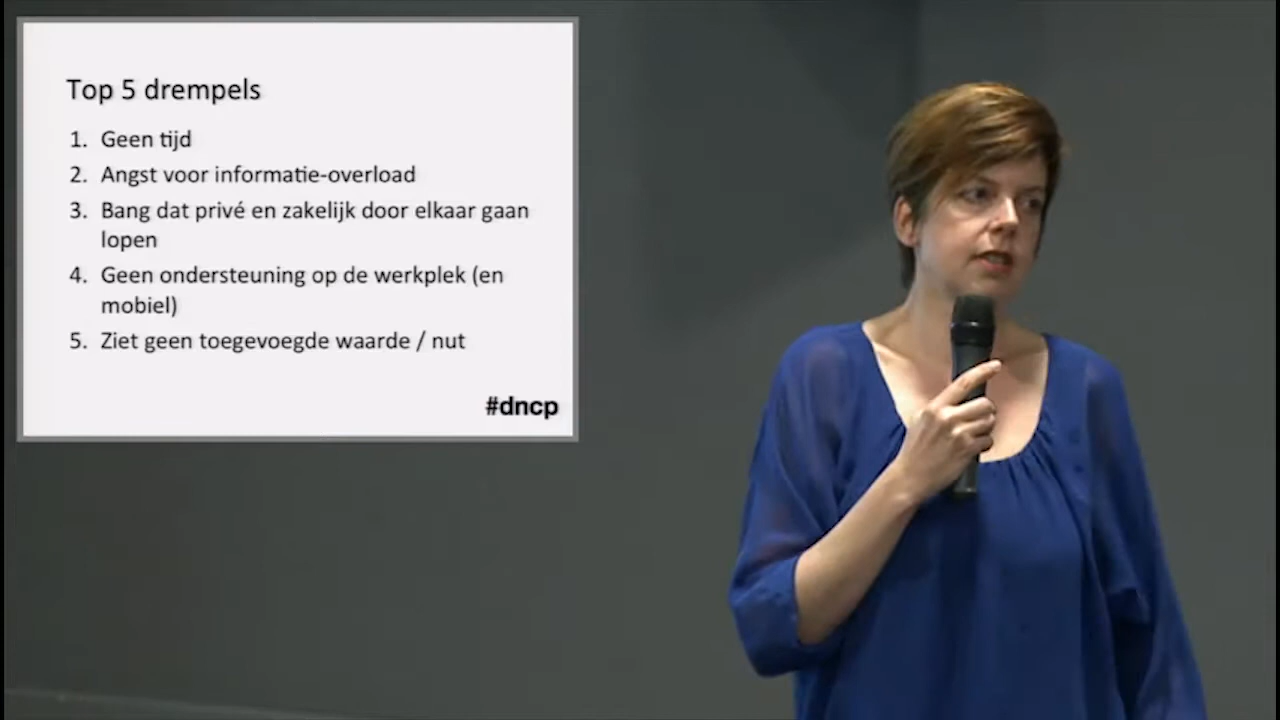 Top 5 drempels
1. Geen tijd
2. Angst voor informatie-overload
3. Bang dat privé en zakelijk door elkaar gaan
lopen
4. Geen ondersteuning op de werkplek (en
mobiel)
5. Ziet geen toegevoegde waarde / nut
#dncp